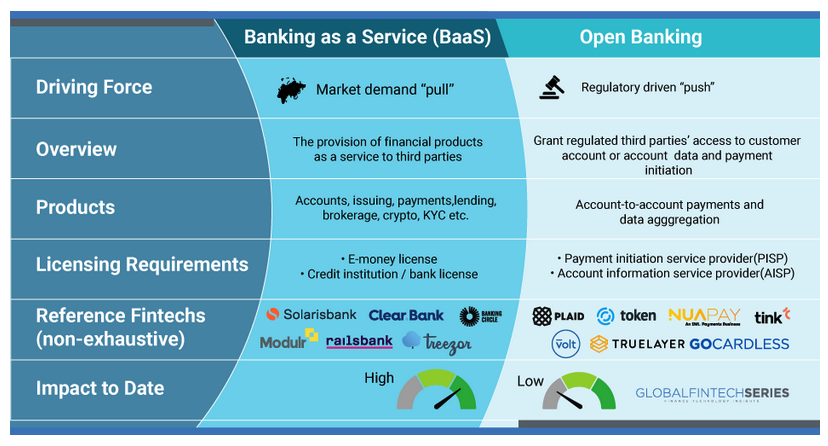 Banking as a Service (BaaS)
Open Banking
Driving Force
Market demand “pull”
Regulatory driven “push”
Overview
The provision of financial products
as a service to third parties
Grant regulated third parties’ access to customer
account or account data and payment
initiation
Products
Accounts, issuing, payments,lending,
brokerage, crypto, KYC etc.
Account-to-account payments and
data agggregation
Licensing Requirements
• E-money license
• Credit institution / bank license
• Payment initiation service provider(PISP)
• Account information service provider(AISP)
Reference Fintechs
(non-exhaustive)
Solarisbank
Clear.Bank
BANKING
CIRCLE
Modulr
railsbank
treezor
PLAID
token
NUAPAY
An EML Payments Business
tink
volt
TRUELAYER
GOCARDLESS
Impact to Date
High
Low
GLOBALFINTECHSERIES
FINANCE TECHNOLOGY INSIGHTS